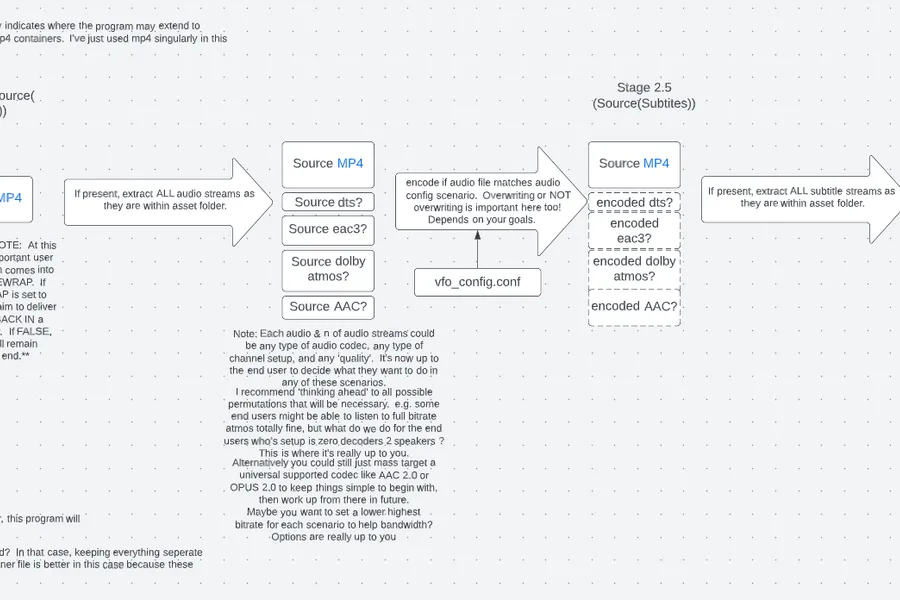 indicates where the program may extend to
containers.  I've just used mp4 singularly in this
Stage 2.5
(Source(Subtites))
MP4
If present, extract ALL audio streams as
they are within asset folder.
Source MP4
Source dts?
Source eac3?
Source dolby
atmos?
Source AAC?
encode if audio file matches audio
config scenario.  Overwriting or NOT
overwriting is important here too!
Depends on your goals.
vfo_config.conf
Source MP4
encoded dts?
encoded
eac3?
encoded dolby
atmos?
encoded AAC?
If present, extract ALL subtitle streams as
they are within asset folder.
OTE:  At this
portant user
comes into
EWRAP.  If
AP is set to
aim to deliver
BACK IN a
.  If FALSE,
ll remain
end.**
Note: Each audio & n of audio streams could
be any type of audio codec, any type of
channel setup, and any 'quality'.  It's now up to
the end user to decide what they want to do in
any of these scenarios.
I recommend 'thinking ahead' to all possible
permutations that will be necessary.  e.g. some
end users might be able to listen to full bitrate
atmos totally fine, but what do we do for the end
users who's setup is zero decoders 2 speakers ?
This is where it's really up to you.
Alternatively you could still just mass target a
universal supported codec like AAC 2.0 or
OPUS 2.0 to keep things simple to begin with,
then work up from there in future.
Maybe you want to set a lower highest
bitrate for each scenario to help bandwidth?
Options are really up to you
, this program will
d?  In that case, keeping everything seperate
ner file is better in this case because these